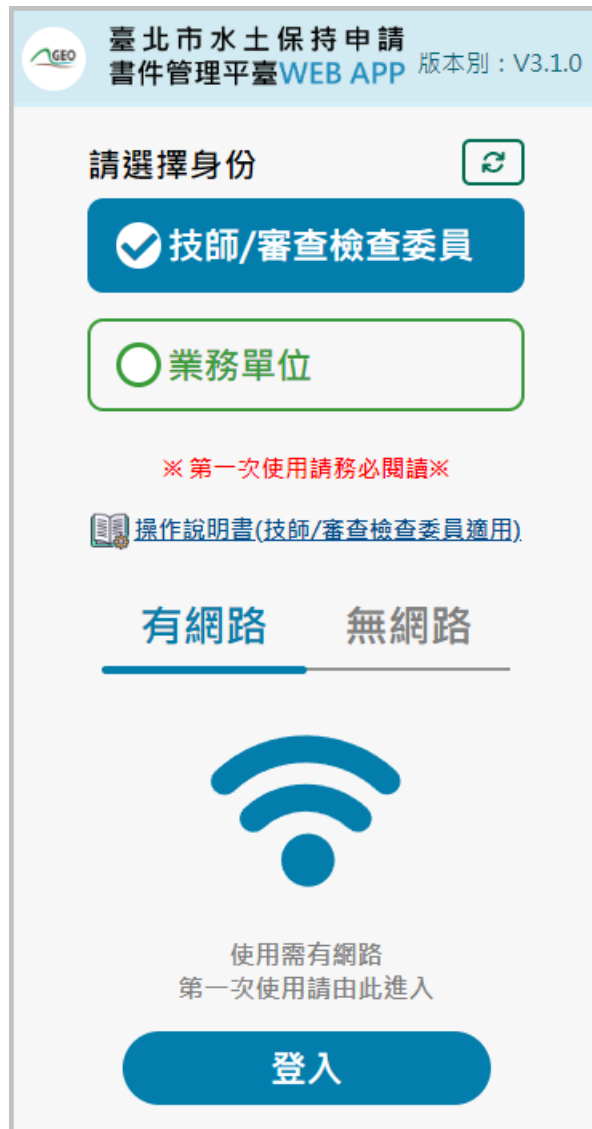 GEO
臺北市水土保持申請
書件管理平臺WEB APP 版本別：V3.1.0
請選擇身份
技師/審查檢查委員
業務單位
※ 第一次使用請務必閱讀※
操作說明書(技師/審查檢查委員適用)
有網路 無網路
使用需有網路
第一次使用請由此進入
登入